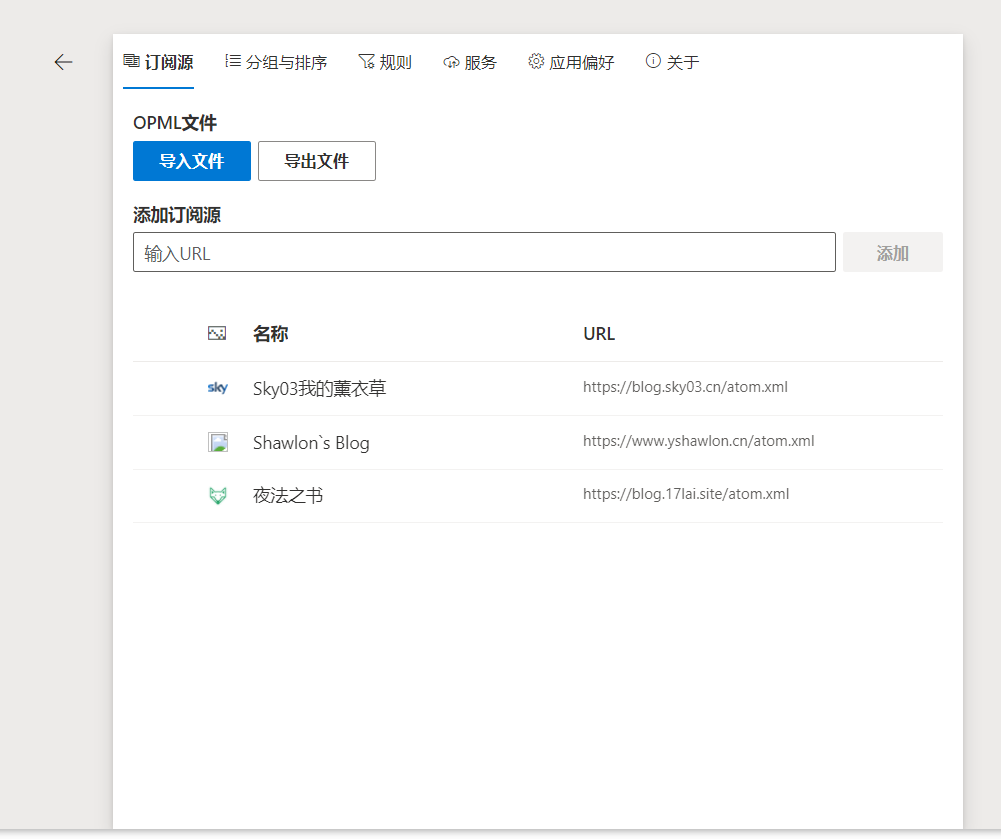 订阅源 分组与排序 规则 服务 应用偏好 关于
OPML文件
导入文件 导出文件
添加订阅源
输入URL 添加
名称 URL
sky Sky03我的薰衣草 https://blog.sky03.cn/atom.xml
Shawlon`s Blog https://www.yshawlon.cn/atom.xml
夜法之书 https://blog.17lai.site/atom.xml